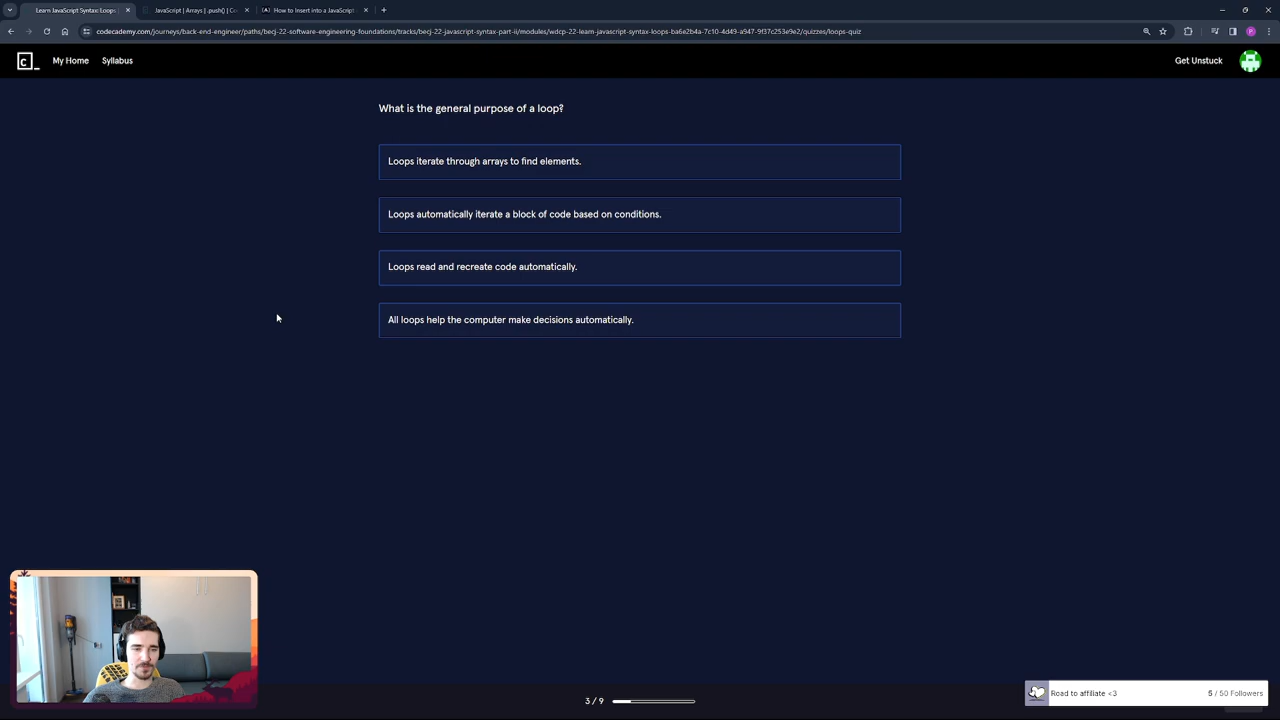 Learn JavaScript Syntax: Loops
JavaScript | Arrays | .push() | Co
How to Insert into a JavaScript
codecademy.com/journeys/back-end-engineer/paths/becj-22-software-engineering-foundations/tracks/becj-22-javascript-syntax-part-ii/modules/wdcp-22-learn-javascript-syntax-loops-ba6e2b4a-7c10-4d49-a947-9f37c253e9e2/quizzes/loops-quiz
c_ My Home Syllabus Get Unstuck
What is the general purpose of a loop?
Loops iterate through arrays to find elements.
Loops automatically iterate a block of code based on conditions.
Loops read and recreate code automatically.
All loops help the computer make decisions automatically.
3 / 9
Road to affiliate <3 5 / 50 Followers